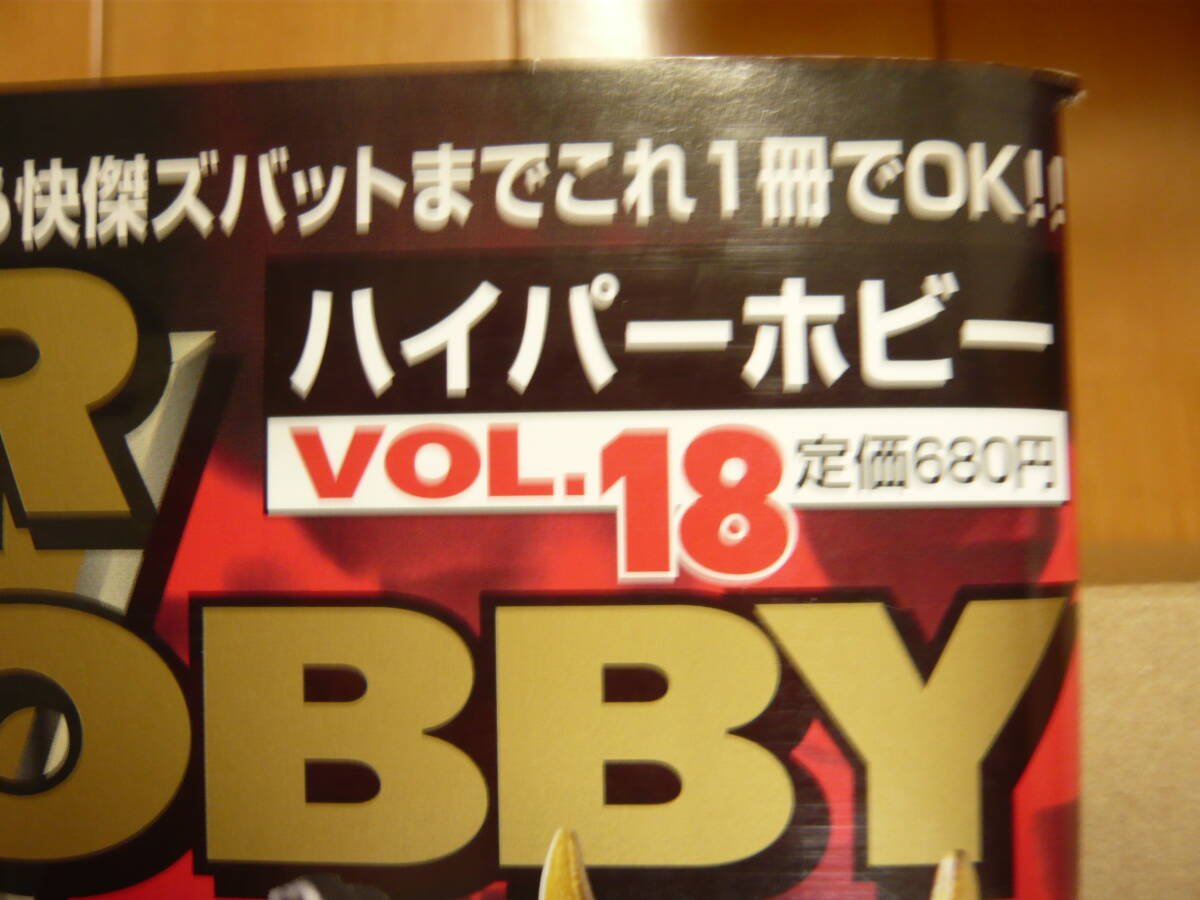 る快傑ズバットまでこれ1冊でOK!!
ハイパーホビー
VOL.18 定価680円
R
OBBY